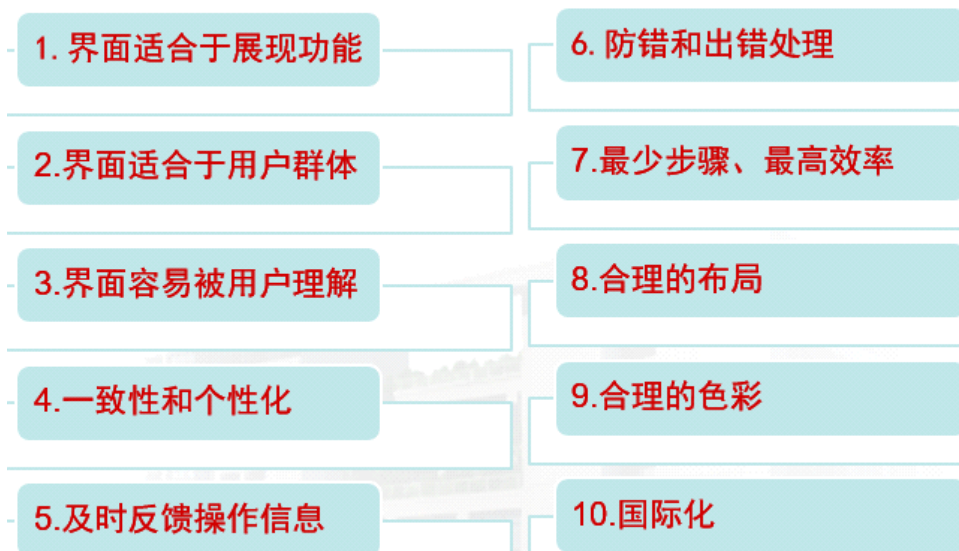 1. 界面适合于展现功能
2.界面适合于用户群体
3.界面容易被用户理解
4.一致性和个性化
5.及时反馈操作信息
6. 防错和出错处理
7.最少步骤、最高效率
8.合理的布局
9.合理的色彩
10.国际化